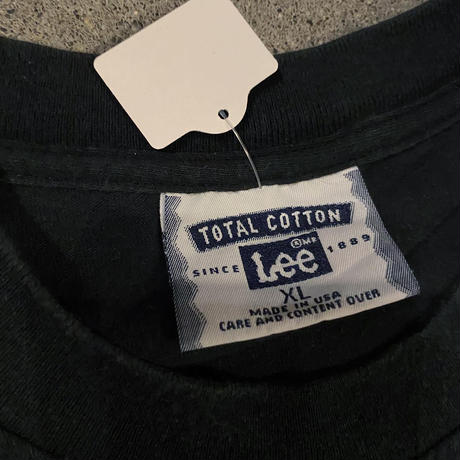 TOTAL COTTON
®MR
SINCE Lee 1889
XL
MADE IN USA
CARE AND CONTENT OVER